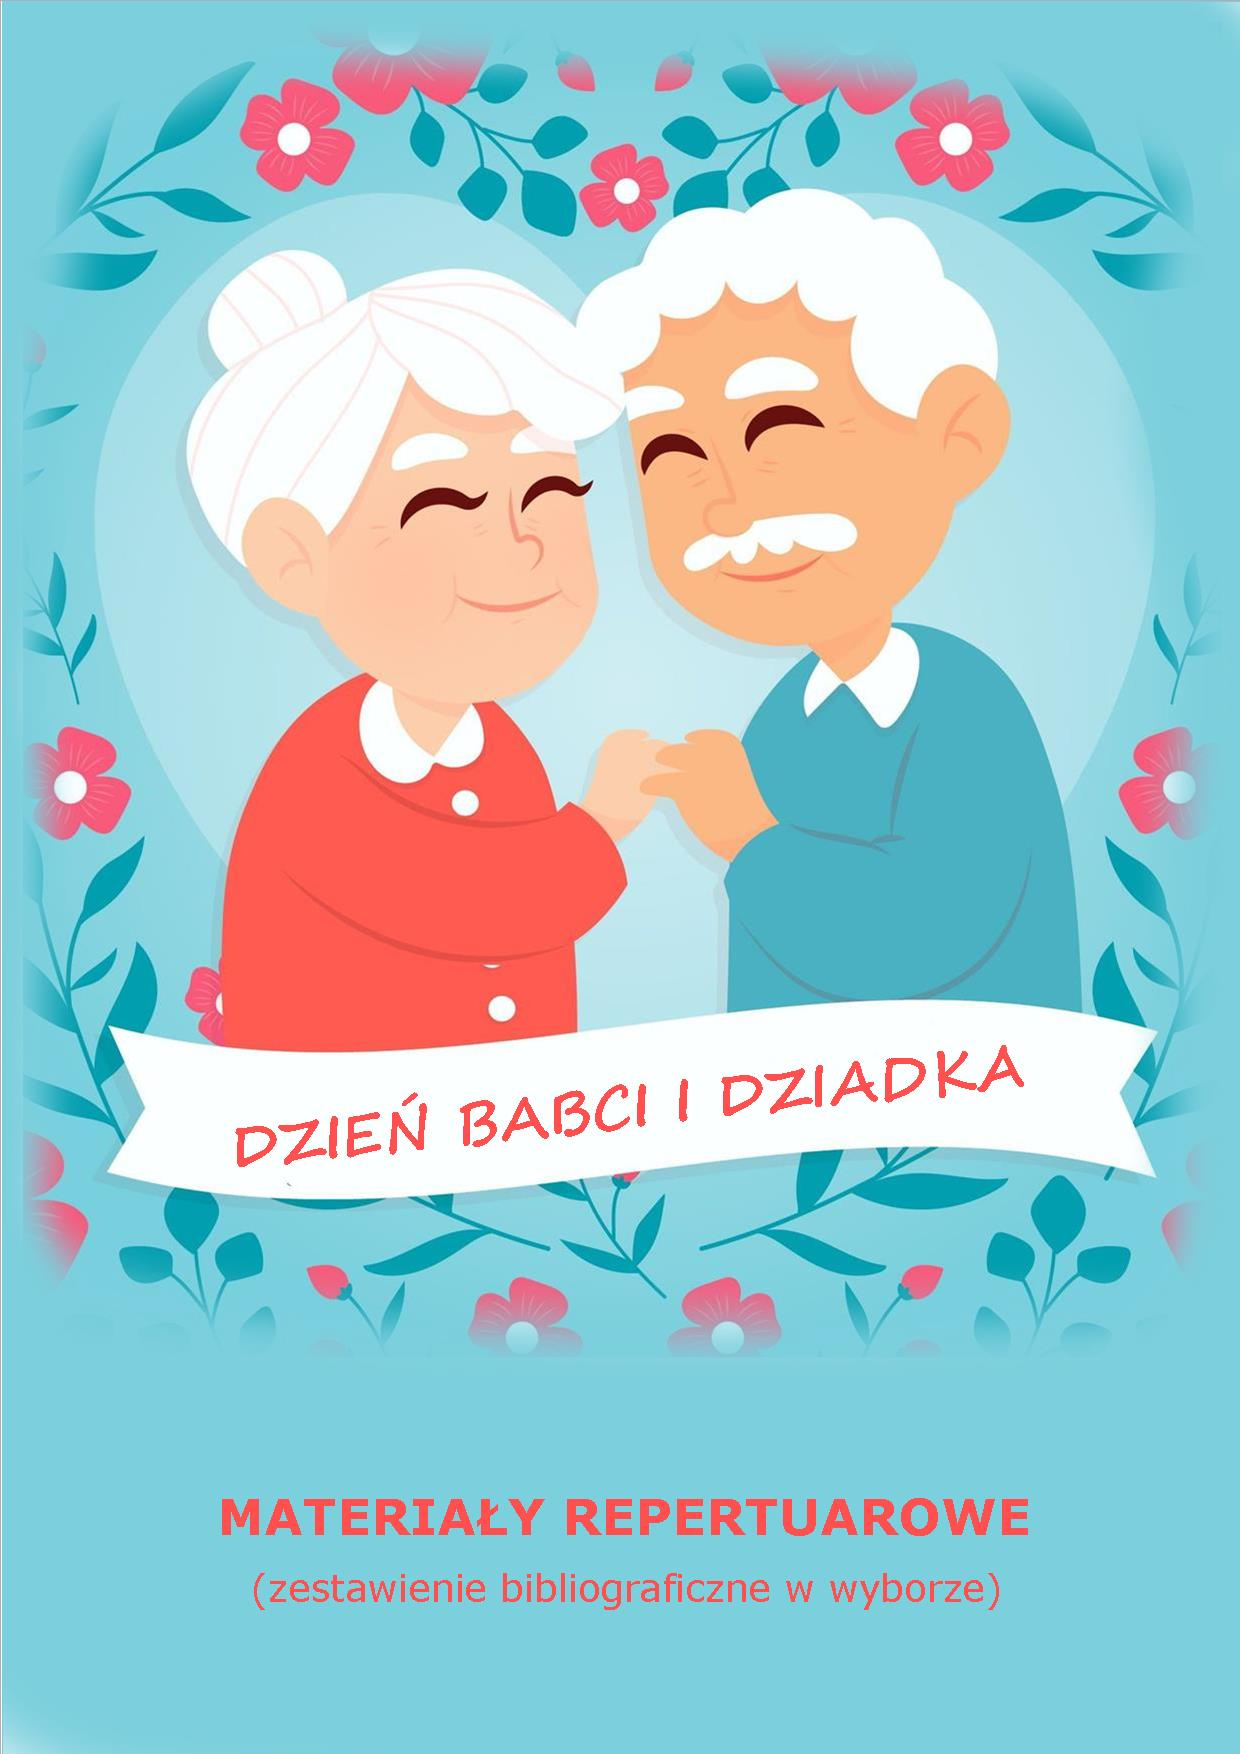 DZIEŃ BABCI I DZIADKA
MATERIAŁY REPERTUAROWE
(zestawienie bibliograficzne w wyborze)